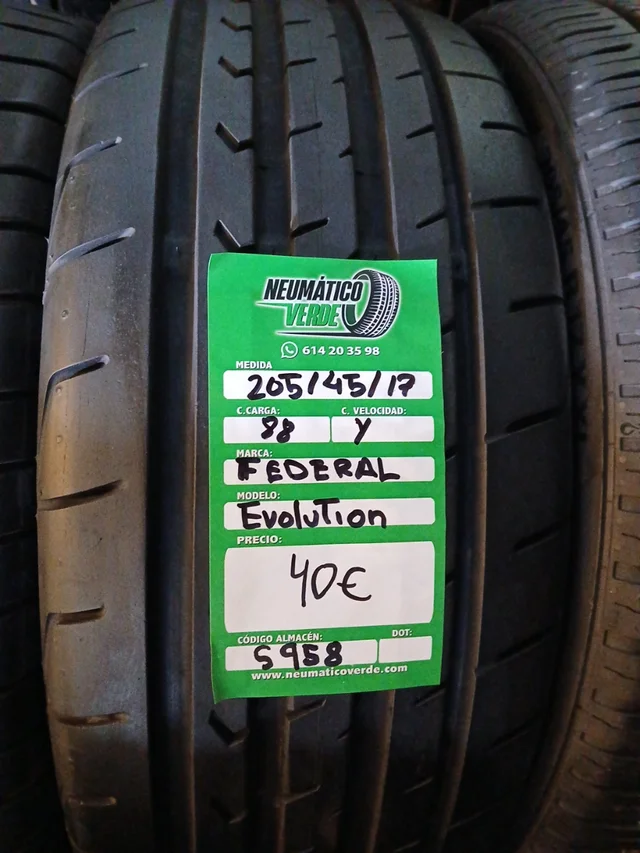 NEUMÁTICO
VERDE
614 20 35 98
MEDIDA
205/45/17
C.CARGA: C. VELOCIDAD:
88 Y
MARCA:
FEDERAL
MODELO:
Evolution
PRECIO:
40€
CÓDIGO ALMACÉN: DOT:
S958
www.neumaticoverde.com